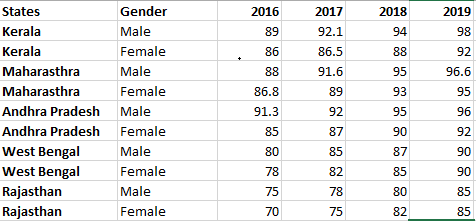 States Gender 2016 2017 2018 2019
Kerala Male 89 92.1 94 98
Kerala Female 86 86.5 88 92
Maharasthra Male 88 91.6 95 96.6
Maharasthra Female 86.8 89 93 95
Andhra Pradesh Male 91.3 92 95 96
Andhra Pradesh Female 85 87 90 92
West Bengal Male 80 85 87 90
West Bengal Female 78 82 85 90
Rajasthan Male 75 78 80 85
Rajasthan Female 70 75 82 85